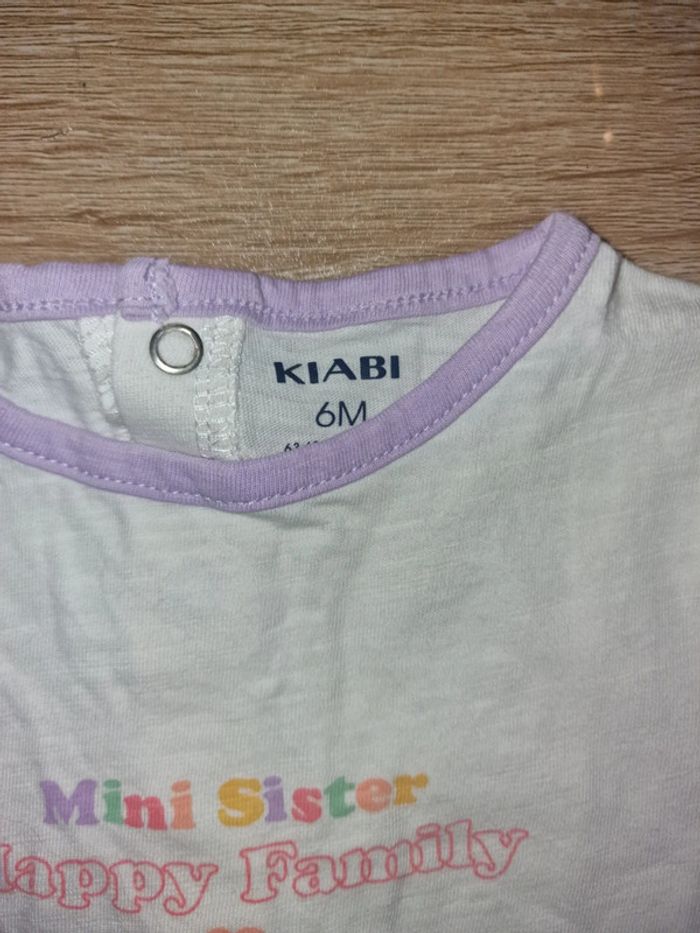 KIABI
6M
Mini Sister
Happy Family